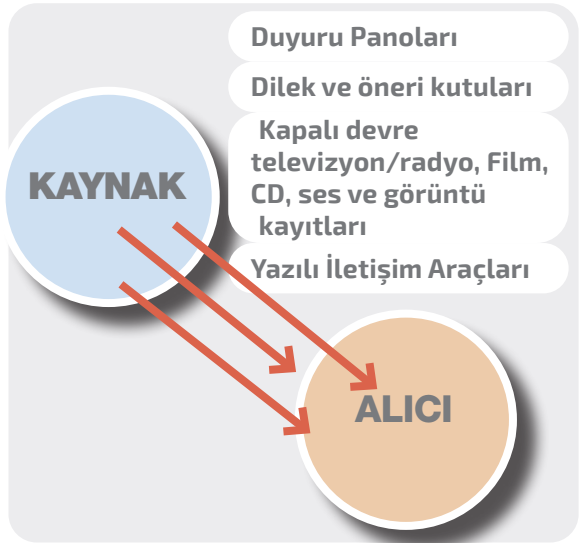 Duyuru Panoları
Dilek ve öneri kutuları
Kapalı devre
televizyon/radyo, Film,
CD, ses ve görüntü
kayıtları
Yazılı İletişim Araçları
KAYNAK
ALICI